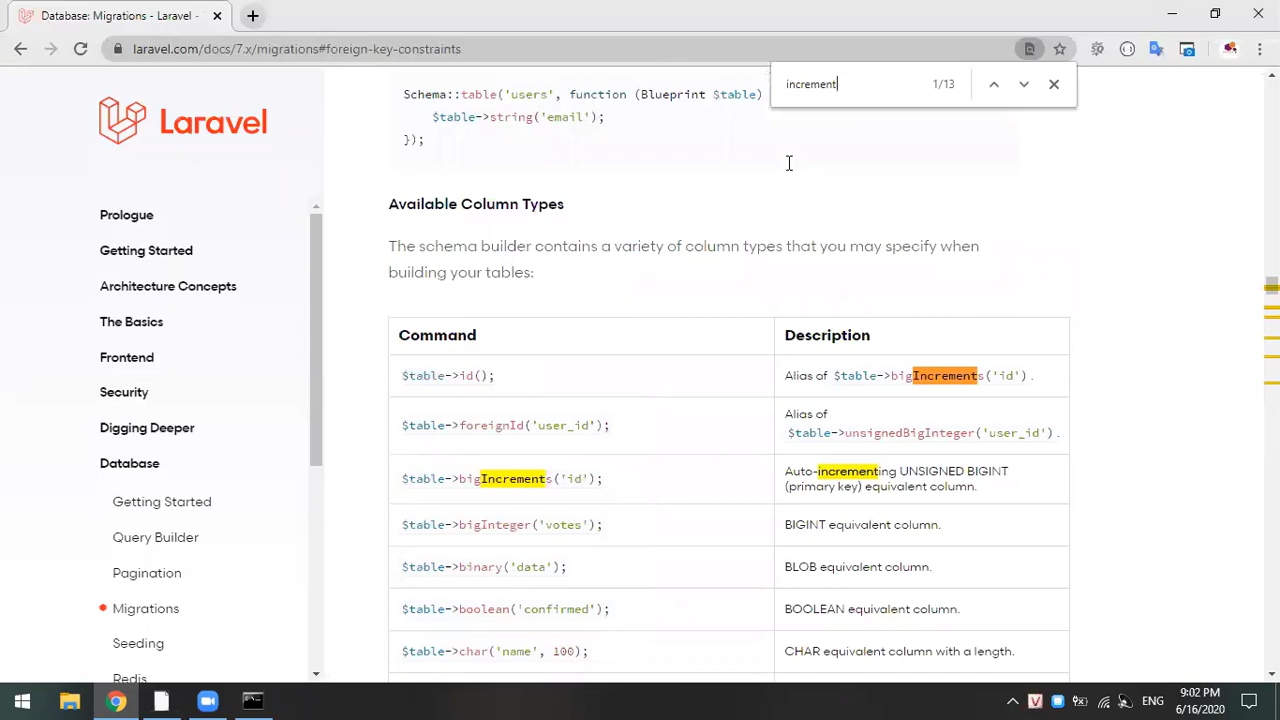 Database: Migrations - Laravel -
laravel.com/docs/7.x/migrations#foreign-key-constraints
increment
1/13
Schema::table('users', function (Blueprint $table)
$table->string('email');
});
Laravel
Prologue
Getting Started
Architecture Concepts
The Basics
Frontend
Security
Digging Deeper
Database
Getting Started
Query Builder
Pagination
Migrations
Seeding
Redis
Available Column Types
The schema builder contains a variety of column types that you may specify when
building your tables:
Command Description
$table->id(); Alias of $table->bigIncrements('id').
$table->foreignId('user_id'); Alias of
$table->unsignedBigInteger('user_id').
$table->bigIncrements('id'); Auto-incrementing UNSIGNED BIGINT
(primary key) equivalent column.
$table->bigInteger('votes'); BIGINT equivalent column.
$table->binary('data'); BLOB equivalent column.
$table->boolean('confirmed'); BOOLEAN equivalent column.
$table->char('name', 100); CHAR equivalent column with a length.
ENG
9:02 PM
6/16/2020